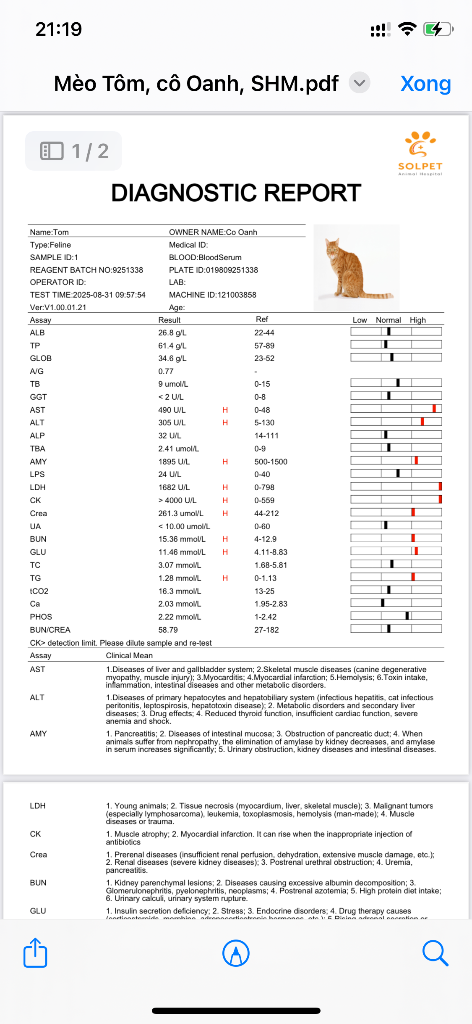 21:19
Mèo Tôm, cô Oanh, SHM.pdf
Xong
1/2
SOLPET
Animal Hospital
DIAGNOSTIC REPORT
Name:Tom OWNER NAME:Co Oanh
Type:Feline Medical ID:
SAMPLE ID:1 BLOOD:BloodSerum
REAGENT BATCH NO:9251338 PLATE ID:019809251338
OPERATOR ID: LAB:
TEST TIME:2025-08-31 09:57:54 MACHINE ID:121003858
Ver:V1.00.01.21 Age:
Assay Result Ref Low Normal High
ALB 26.8 g/L 22-44
TP 61.4 g/L 57-89
GLOB 34.6 g/L 23-52
A/G 0.77 -
TB 9 umol/L 0-15
GGT < 2 U/L 0-8
AST 490 U/L H 0-48
ALT 305 U/L H 5-130
ALP 32 U/L 14-111
TBA 2.41 umol/L 0-9
AMY 1895 U/L H 500-1500
LPS 24 U/L 0-40
LDH 1682 U/L H 0-798
CK > 4000 U/L H 0-559
Crea 261.3 umol/L H 44-212
UA < 10.00 umol/L 0-60
BUN 15.36 mmol/L H 4-12.9
GLU 11.46 mmol/L H 4.11-8.83
TC 3.07 mmol/L 1.68-5.81
TG 1.28 mmol/L H 0-1.13
tCO2 16.3 mmol/L 13-25
Ca 2.03 mmol/L 1.95-2.83
PHOS 2.22 mmol/L 1-2.42
BUN/CREA 58.79 27-182
CK> detection limit. Please dilute sample and re-test
Assay Clinical Mean
AST 1.Diseases of liver and gallbladder system; 2.Skeletal muscle diseases (canine degenerative
myopathy, muscle injury); 3.Myocarditis; 4.Myocardial infarction; 5.Hemolysis; 6.Toxin intake,
inflammation, intestinal diseases and other metabolic disorders.
ALT 1.Diseases of primary hepatocytes and hepatobiliary system (infectious hepatitis, cat infectious
peritonitis, leptospirosis, hepatotoxin disease); 2. Metabolic disorders and secondary liver
diseases; 3. Drug effects; 4. Reduced thyroid function, insufficient cardiac function, severe
anemia and shock.
AMY 1. Pancreatitis; 2. Diseases of intestinal mucosa; 3. Obstruction of pancreatic duct; 4. When
animals suffer from nephropathy, the elimination of amylase by kidney decreases, and amylase
in serum increases significantly; 5. Urinary obstruction, kidney diseases and intestinal diseases.
LDH 1. Young animals; 2. Tissue necrosis (myocardium, liver, skeletal muscle); 3. Malignant tumors
(especially lymphosarcoma), leukemia, toxoplasmosis, hemolysis (man-made); 4. Muscle
diseases or trauma.
CK 1. Muscle atrophy; 2. Myocardial infarction. It can rise when the inappropriate injection of
antibiotics
Crea 1. Prerenal diseases (insufficient renal perfusion, dehydration, extensive muscle damage, etc.);
2. Renal diseases (severe kidney diseases); 3. Postrenal urethral obstruction; 4. Uremia,
pancreatitis.
BUN 1. Kidney parenchymal lesions; 2. Diseases causing excessive albumin decomposition; 3.
Glomerulonephritis, pyelonephritis, neoplasms; 4. Postrenal azotemia; 5. High protein diet intake;
6. Urinary calculi, urinary system rupture.
GLU 1. Insulin secretion deficiency; 2. Stress; 3. Endocrine disorders; 4. Drug therapy causes